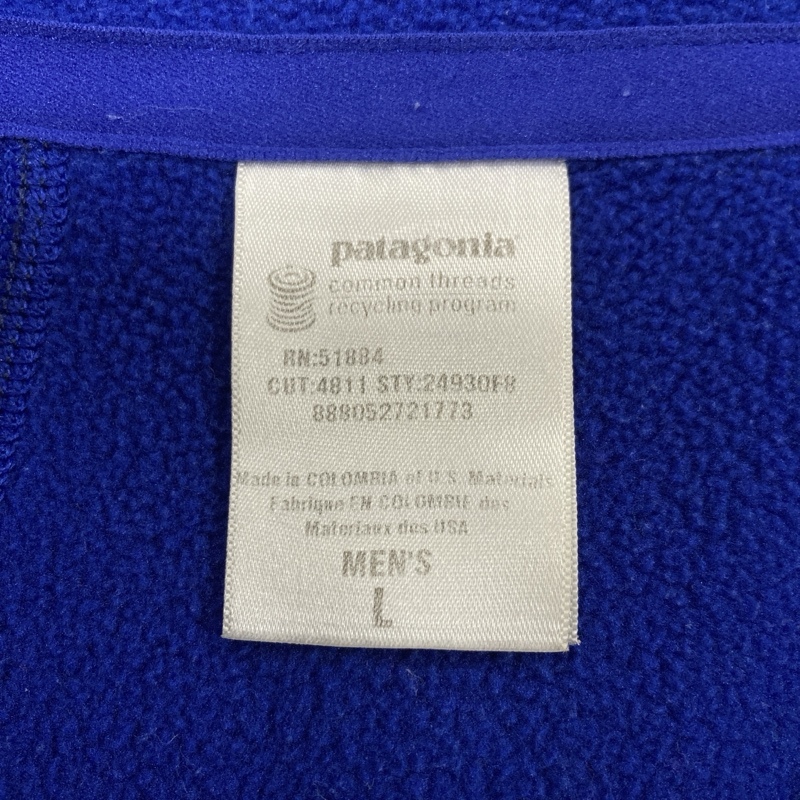 patagonia
common threads
recycling program
RN:51884
CUT:4811 STY:24930F8
888052721773
Made in COLOMBIA of U.S. Materials
Fabrique EN COLOMBIE des
Materiaux des USA
MEN'S
L